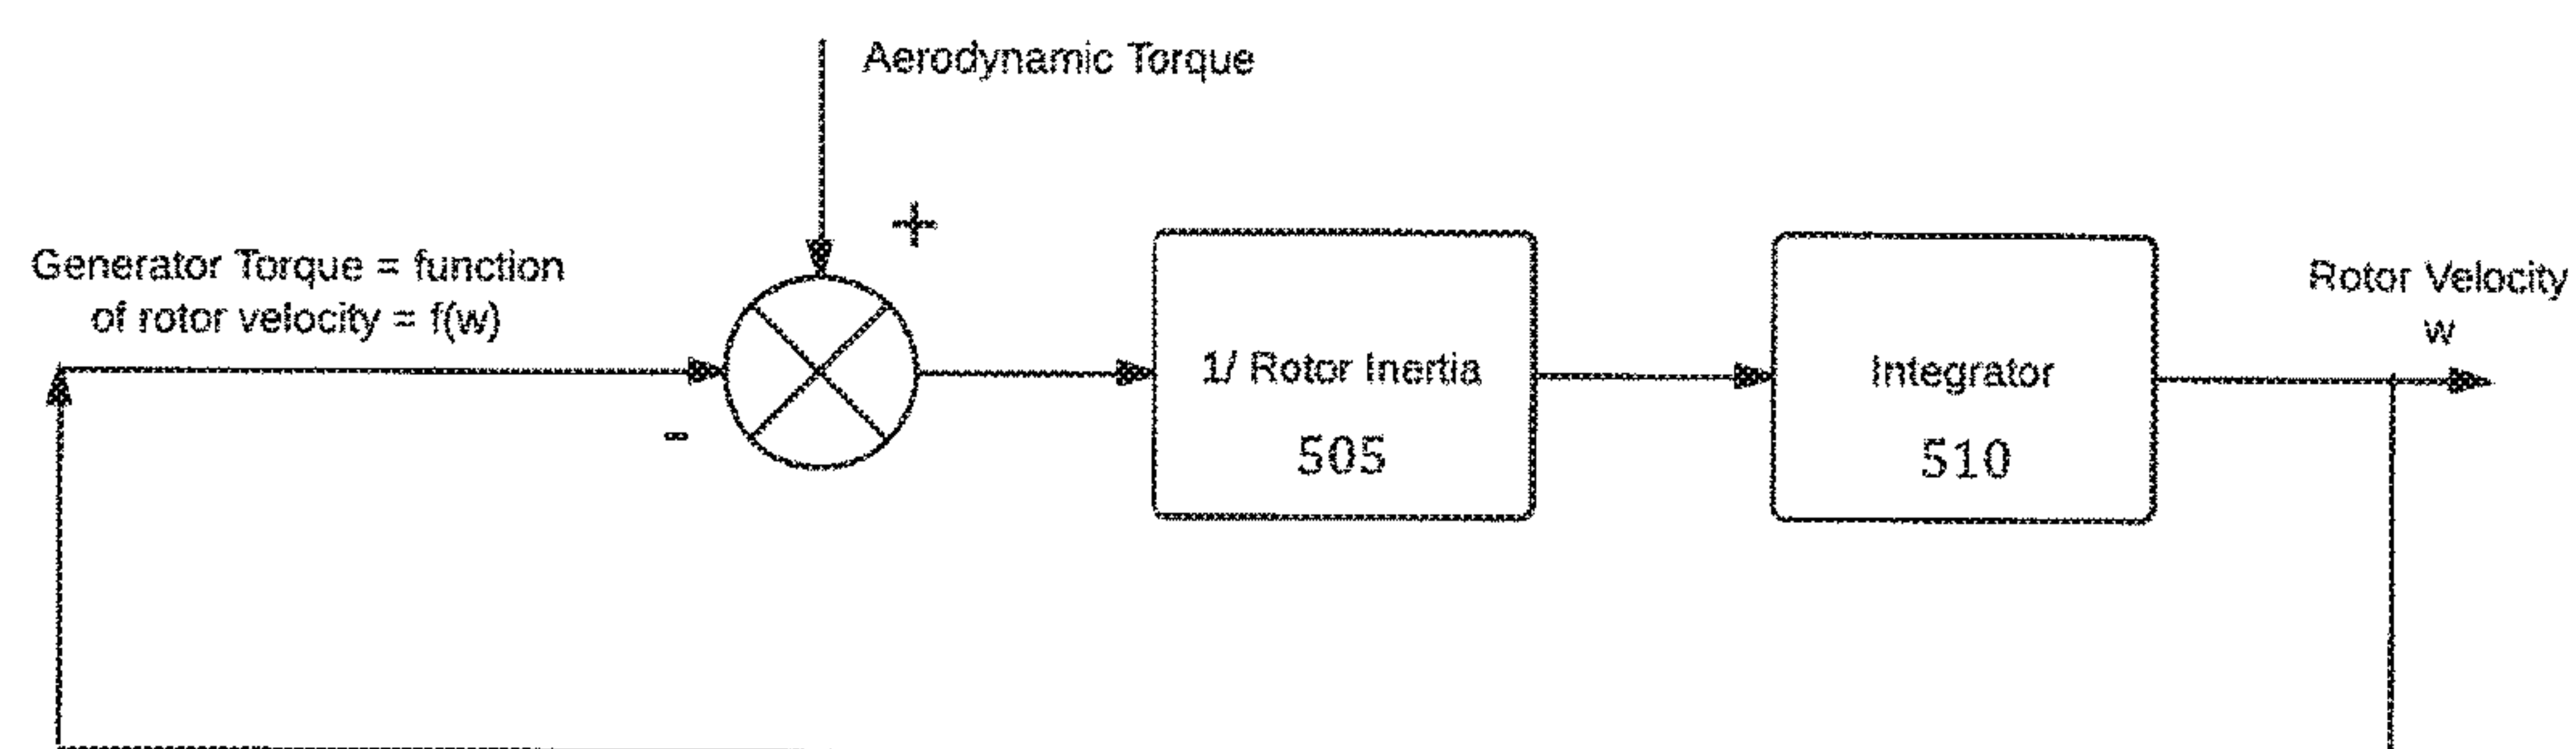 Aerodynamic Torque
+
Generator Torque = function
of rotor velocity = f(w)
-
1/ Rotor Inertia
505
Integrator
510
Rotor Velocity
w